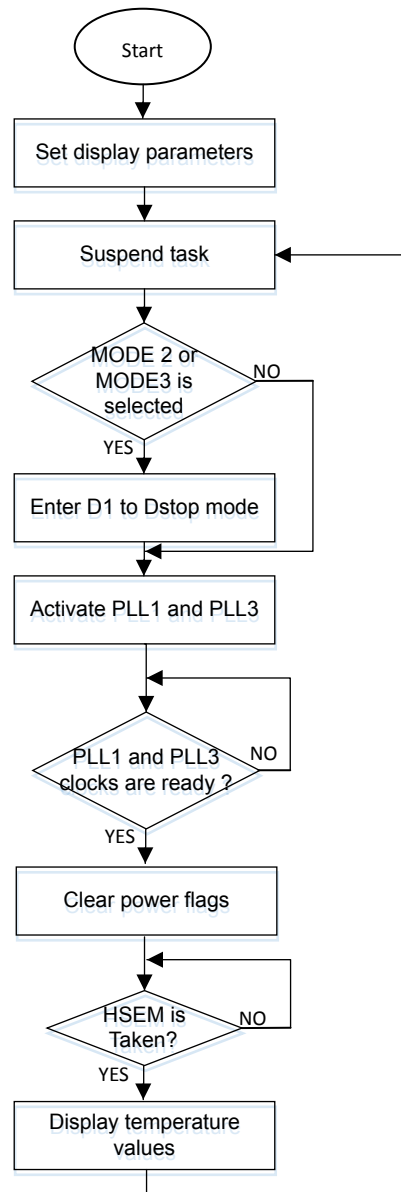 Start
Set display parameters
Suspend task
MODE 2 or
MODE3 is
selected
NO
YES
Enter D1 to Dstop mode
Activate PLL1 and PLL3
PLL1 and PLL3
clocks are ready ?
NO
YES
Clear power flags
HSEM is
Taken?
NO
YES
Display temperature
values